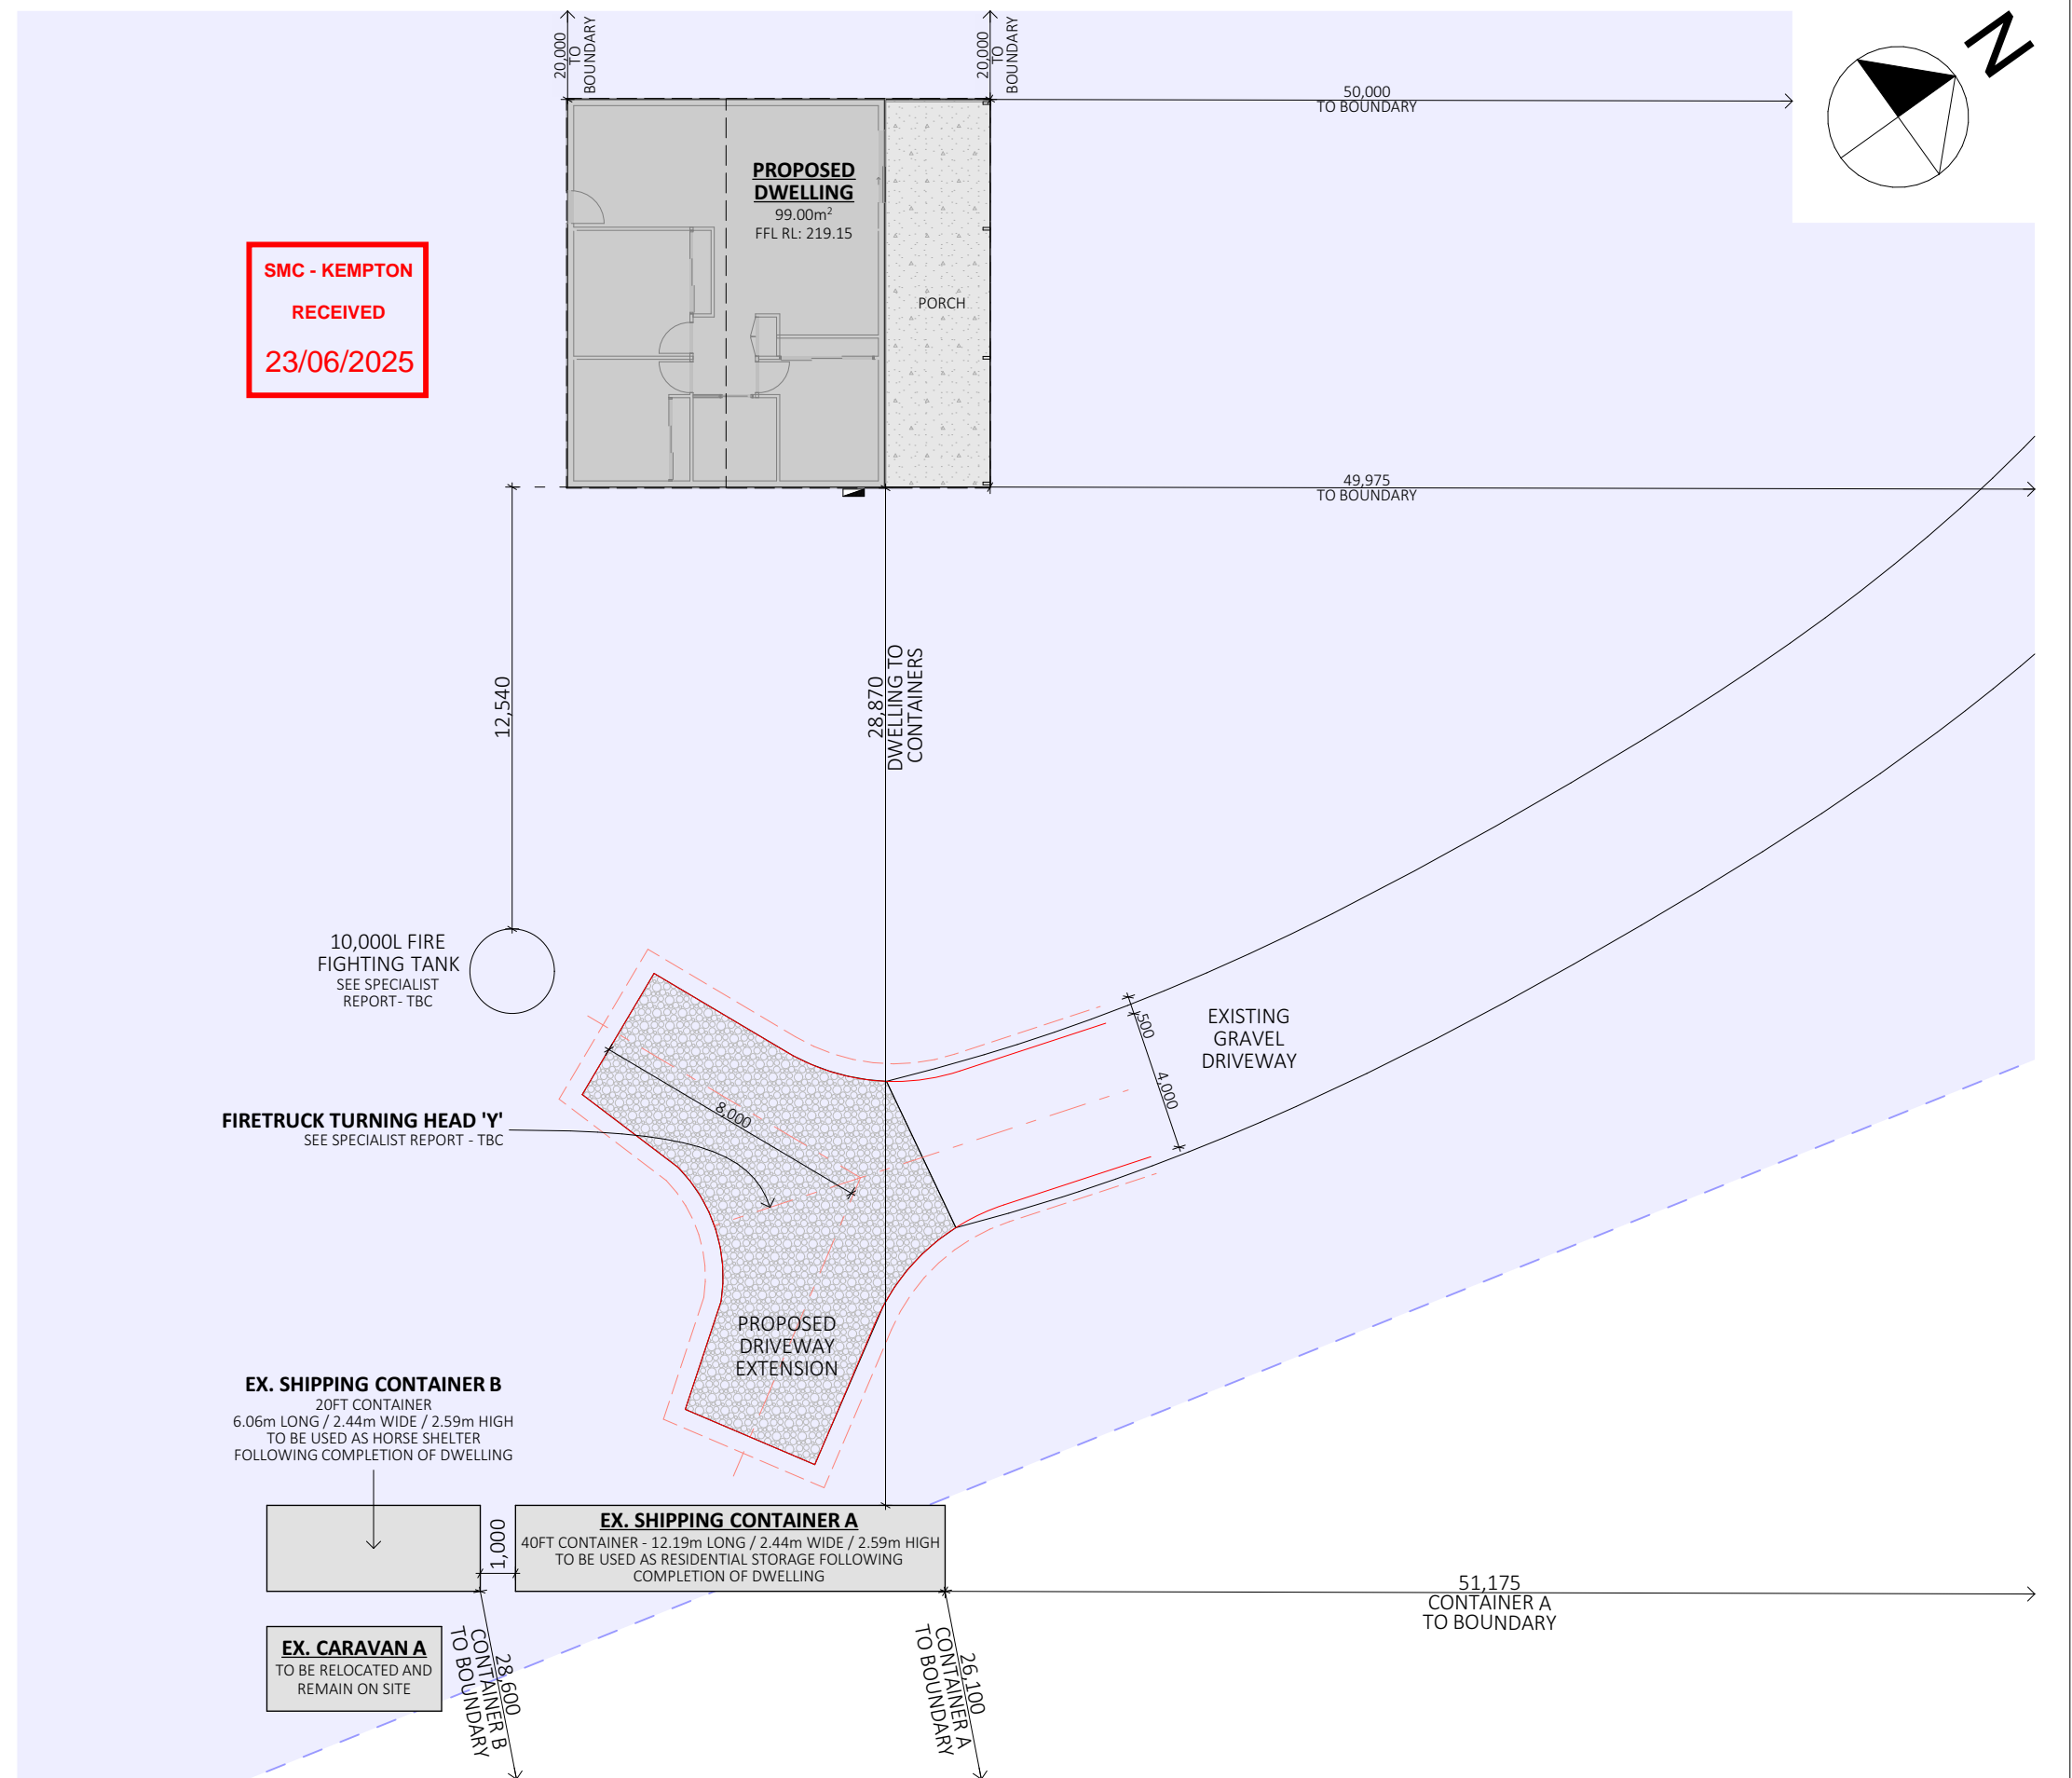 20,000
TO
BOUNDARY
20,000
TO
BOUNDARY
50,000
TO BOUNDARY
N
PROPOSED
DWELLING
99.00m²
FFL RL: 219.15
SMC - KEMPTON
RECEIVED
23/06/2025
PORCH
49,975
TO BOUNDARY
12,540
28,870
DWELLING TO
CONTAINERS
10,000L FIRE
FIGHTING TANK
SEE SPECIALIST
REPORT- TBC
500
4,000
EXISTING
GRAVEL
DRIVEWAY
8,000
FIRETRUCK TURNING HEAD 'Y'
SEE SPECIALIST REPORT - TBC
PROPOSED
DRIVEWAY
EXTENSION
EX. SHIPPING CONTAINER B
20FT CONTAINER
6.06m LONG / 2.44m WIDE / 2.59m HIGH
TO BE USED AS HORSE SHELTER
FOLLOWING COMPLETION OF DWELLING
1,000
EX. SHIPPING CONTAINER A
40FT CONTAINER - 12.19m LONG / 2.44m WIDE / 2.59m HIGH
TO BE USED AS RESIDENTIAL STORAGE FOLLOWING
COMPLETION OF DWELLING
51,175
CONTAINER A
TO BOUNDARY
EX. CARAVAN A
TO BE RELOCATED AND
REMAIN ON SITE
28,600
CONTAINER B
TO BOUNDARY
26,100
CONTAINER A
TO BOUNDARY